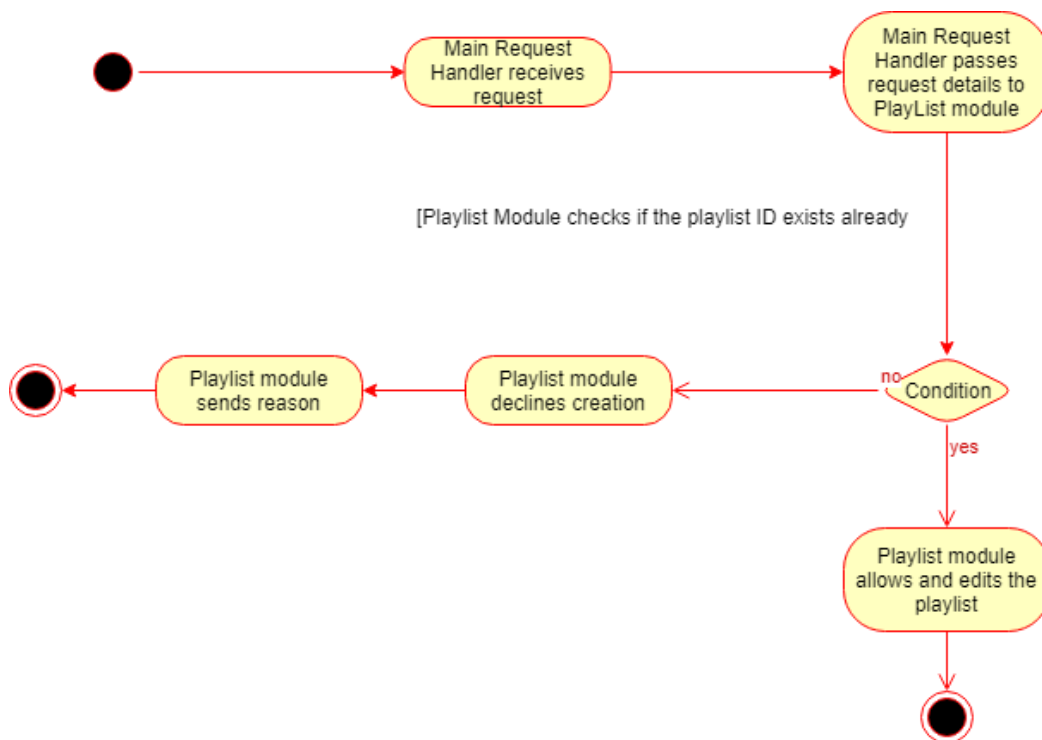 Main Request
Handler receives
request
Main Request
Handler passes
request details to
PlayList module
[Playlist Module checks if the playlist ID exists already
Playlist module
sends reason
Playlist module
declines creation
no
Condition
yes
Playlist module
allows and edits the
playlist